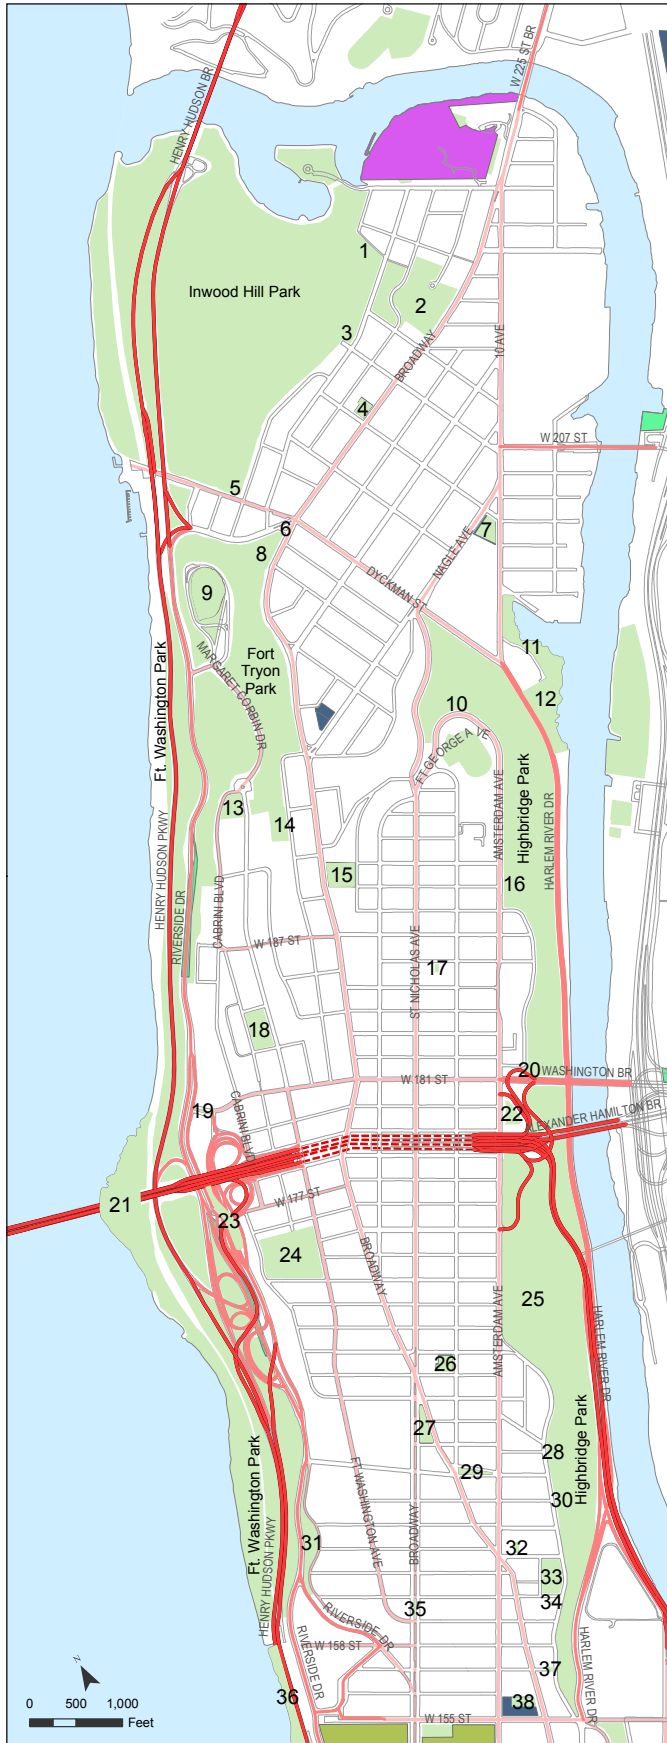 W 225 ST BR
HENRY HUDSON BR
1
Inwood Hill Park
2
3
BROADWAY
10 AVE
4
W 207 ST
5
6
7
8
NAGLE AVE
DYCKMAN ST
9
11
MARGARET CORBIN DR
Fort
Tryon
Park
Ft. Washington Park
12
10
FT GEORGE A VE
Highbridge Park
13
14
AMSTERDAM AVE
HARLEM RIVER DR
15
16
HENRY HUDSON PKWY
RIVERSIDE DR
CABRINI BLVD
W 187 ST
ST NICHOLAS AVE
17
18
20
WASHINGTON BR
W 181 ST
19
CABRINI BLVD
22
ALEXANDER HAMILTON BR
21
W 177 ST
23
24
BROADWAY
25
AMSTERDAM AVE
HARLEM RIVER DR
26
27
28
29
Highbridge Park
30
Ft. Washington Park
FT WASHINGTON AVE
BROADWAY
31
32
33
HENRY HUDSON PKWY
34
35
RIVERSIDE DR
W 158 ST
RIVERSIDE DR
HARLEM RIVER DR
37
36
38
W 155 ST
N
0 500 1,000
Feet